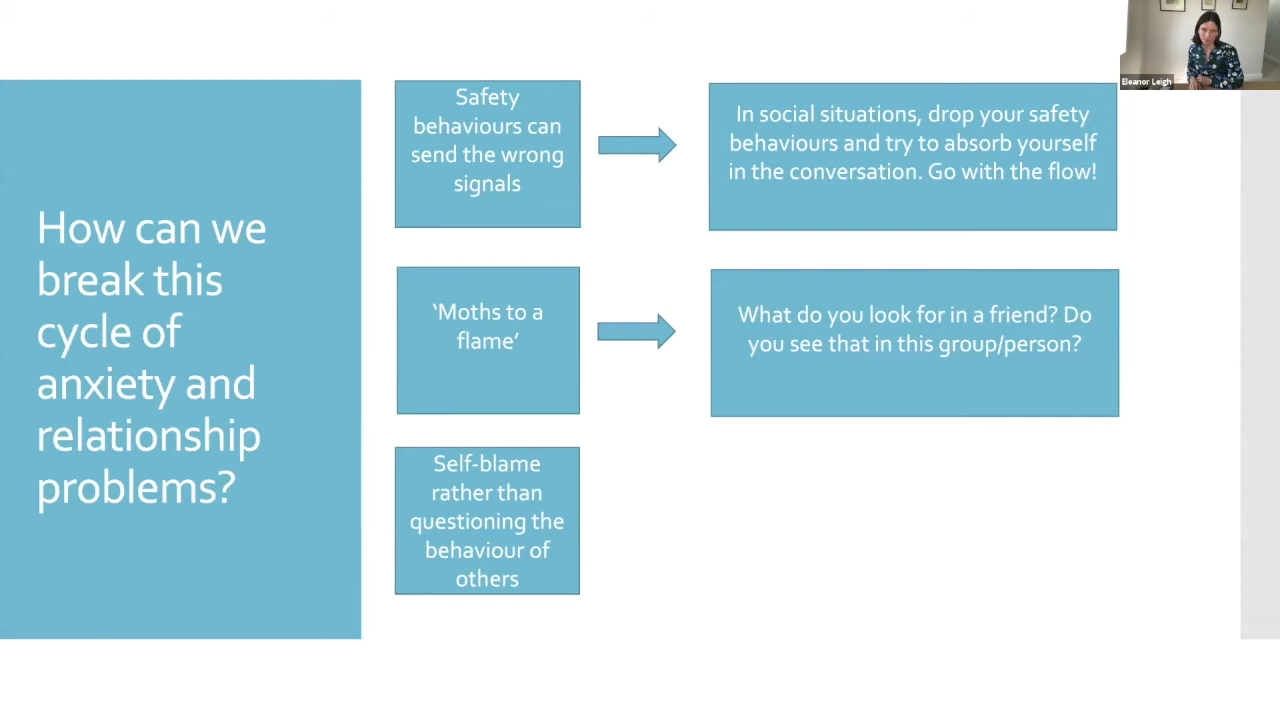 Eleanor Leigh
How can we
break this
cycle of
anxiety and
relationship
problems?
Safety
behaviours can
send the wrong
signals
In social situations, drop your safety
behaviours and try to absorb yourself
in the conversation. Go with the flow!
‘Moths to a
flame’
What do you look for in a friend? Do
you see that in this group/person?
Self-blame
rather than
questioning the
behaviour of
others